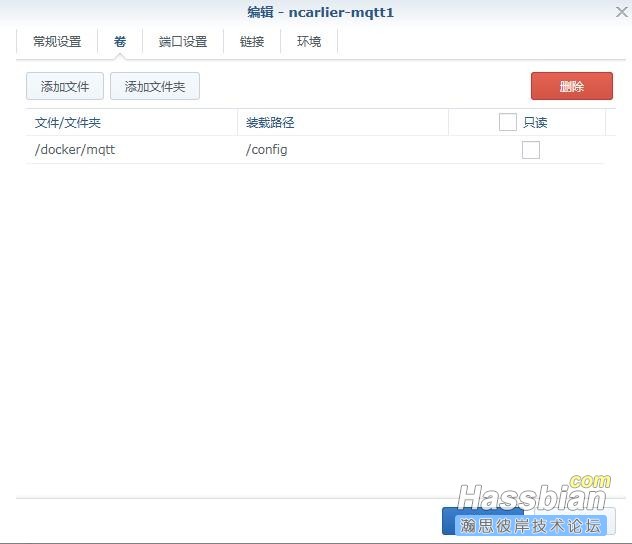 编辑 - ncarlier-mqtt1
常规设置 卷 端口设置 链接 环境
添加文件 添加文件夹 删除
文件/文件夹 装载路径 只读
/docker/mqtt /config
Hassbian.com
瀚思彼岸技术论坛